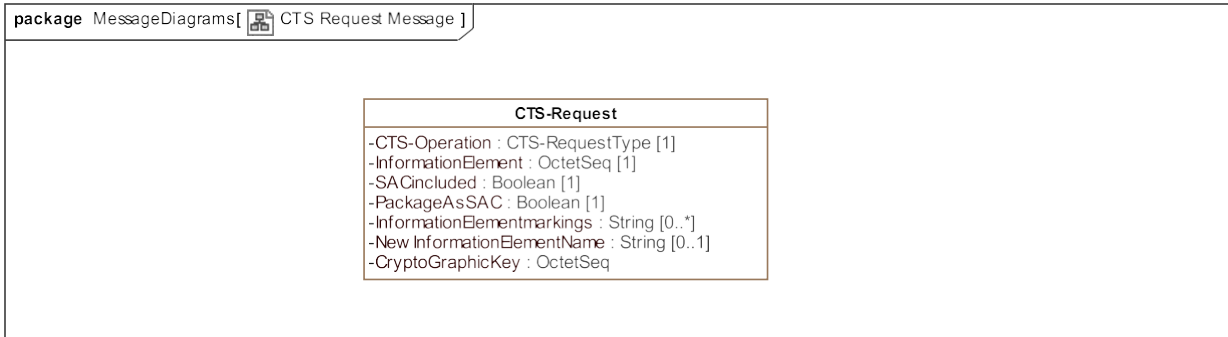 package MessageDiagrams[ CTS Request Message ]
CTS-Request
-CTS-Operation : CTS-RequestType [1]
-InformationElement : OctetSeq [1]
-SACincluded : Boolean [1]
-PackageAsSAC : Boolean [1]
-InformationElementmarkings : String [0..*]
-New InformationElementName : String [0..1]
-CryptoGraphicKey : OctetSeq